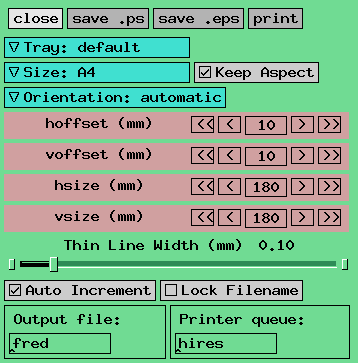 close save .ps save .eps print
Tray: default
Size: A4 Keep Aspect
Orientation: automatic
hoffset (mm) << < 10 > >>
voffset (mm) << < 10 > >>
hsize (mm) << < 180 > >>
vsize (mm) << < 180 > >>
Thin Line Width (mm) 0.10
Auto Increment Lock Filename
Output file: Printer queue:
fred hires